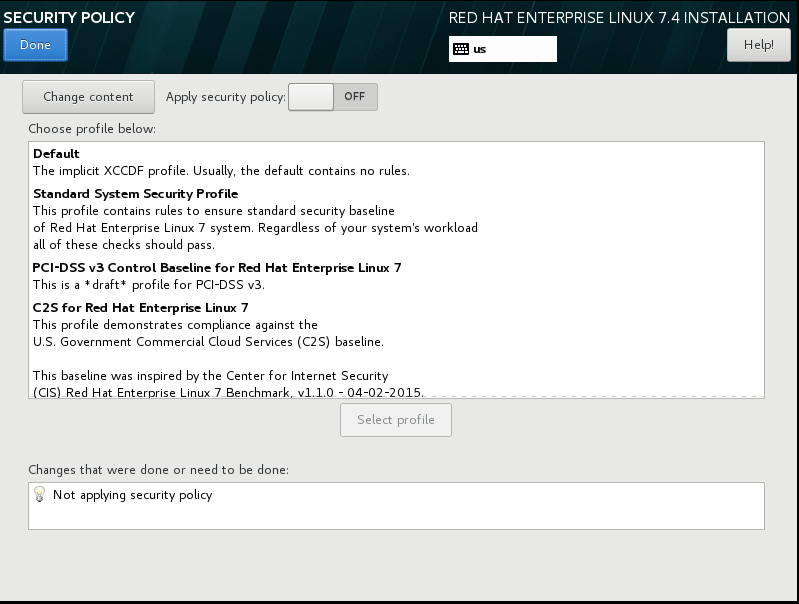 SECURITY POLICY
RED HAT ENTERPRISE LINUX 7.4 INSTALLATION
Done
us
Help!
Change content
Apply security policy:
OFF
Choose profile below:
Default
The implicit XCCDF profile. Usually, the default contains no rules.
Standard System Security Profile
This profile contains rules to ensure standard security baseline
of Red Hat Enterprise Linux 7 system. Regardless of your system's workload
all of these checks should pass.
PCI-DSS v3 Control Baseline for Red Hat Enterprise Linux 7
This is a *draft* profile for PCI-DSS v3.
C2S for Red Hat Enterprise Linux 7
This profile demonstrates compliance against the
U.S. Government Commercial Cloud Services (C2S) baseline.
This baseline was inspired by the Center for Internet Security
(CIS) Red Hat Enterprise Linux 7 Benchmark, v1.1.0 - 04-02-2015.
Select profile
Changes that were done or need to be done:
Not applying security policy